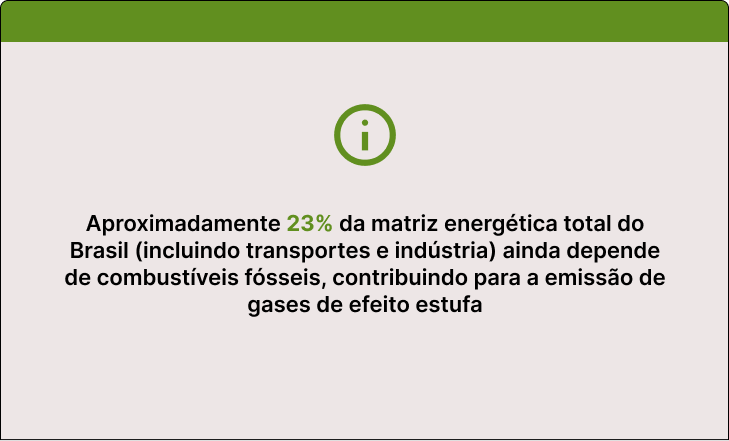 Aproximadamente 23% da matriz energética total do
Brasil (incluindo transportes e indústria) ainda depende
de combustíveis fósseis, contribuindo para a emissão de
gases de efeito estufa